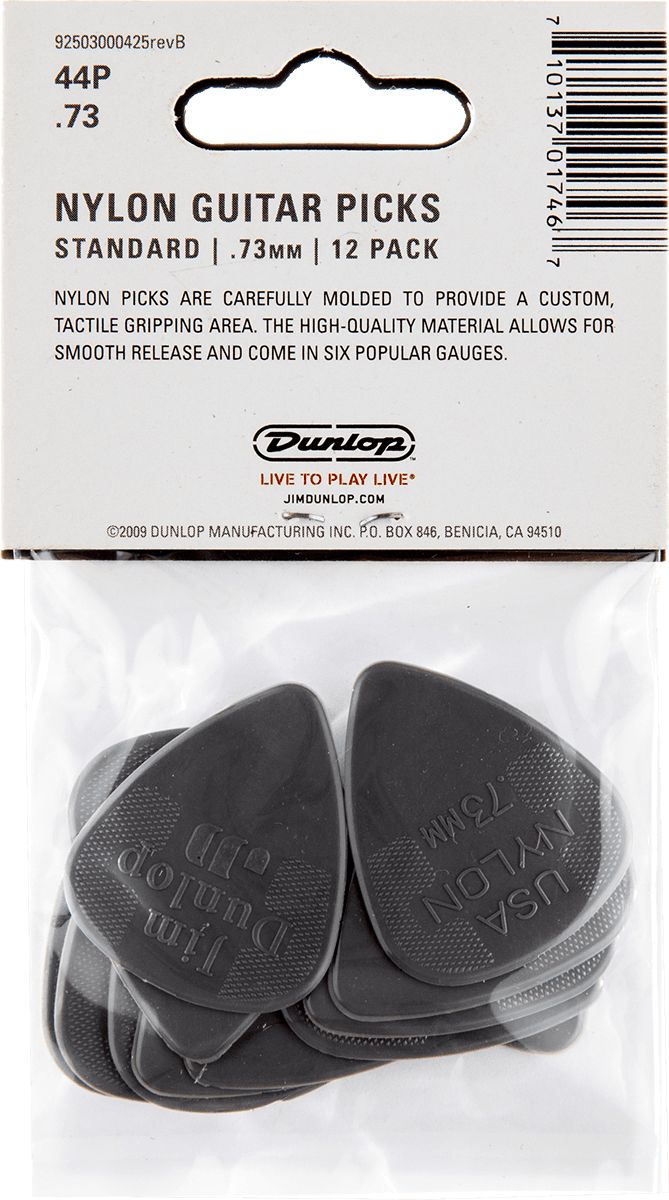 92503000425revB
44P
.73
7 10137 01746 7
NYLON GUITAR PICKS
STANDARD | .73MM | 12 PACK
NYLON PICKS ARE CAREFULLY MOLDED TO PROVIDE A CUSTOM,
TACTILE GRIPPING AREA. THE HIGH-QUALITY MATERIAL ALLOWS FOR
SMOOTH RELEASE AND COME IN SIX POPULAR GAUGES.
Dunlop™
LIVE TO PLAY LIVE®
JIMDUNLOP.COM
©2009 DUNLOP MANUFACTURING INC. P.O. BOX 846, BENICIA, CA 94510
Jim
Dunlop
JD
USA
NYLON
.73MM